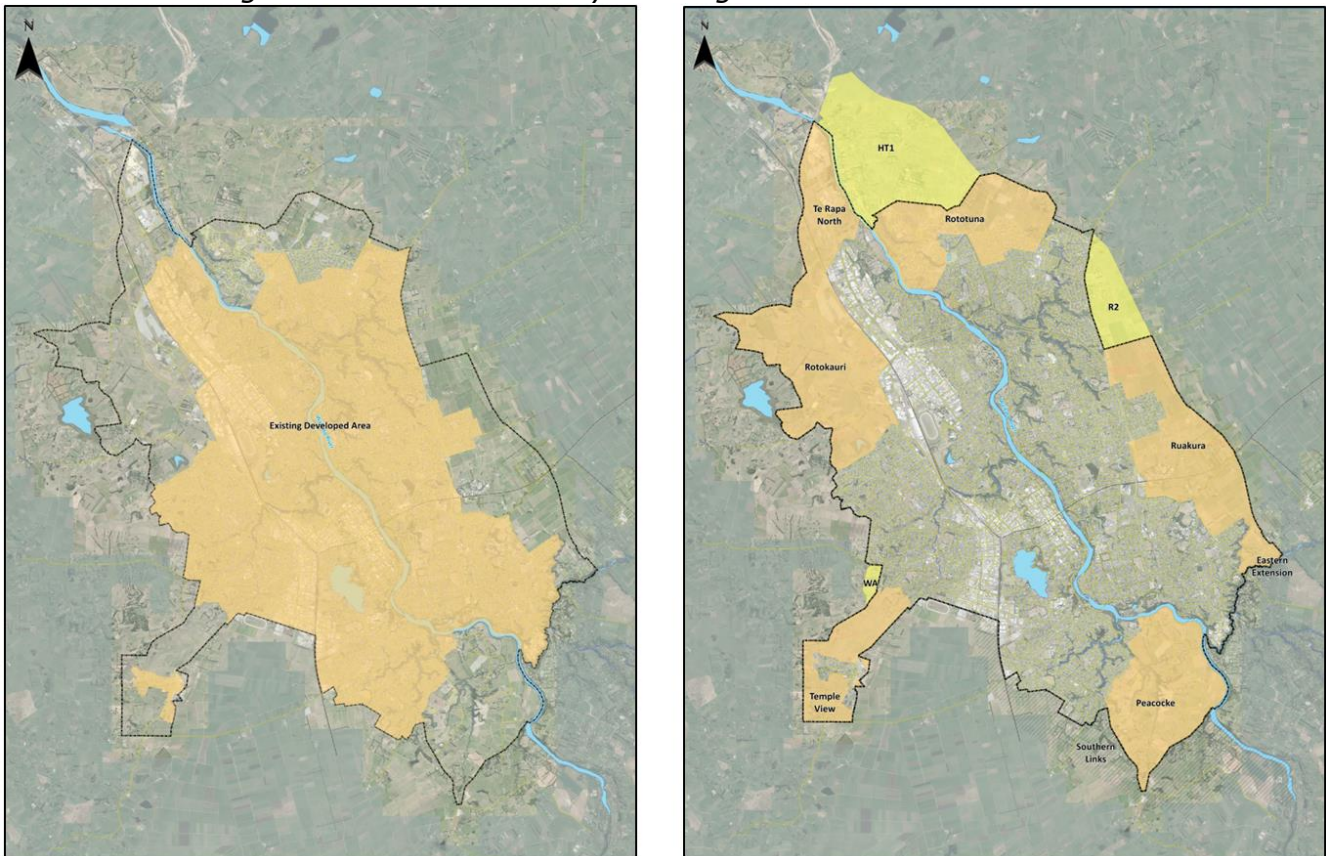 N
Existing Developed Area
N
HT1
Te Rapa
North
Rototuna
R2
Rotokauri
Ruakura
Eastern
Extension
WA
Temple
View
Peacocke
Southern
Links